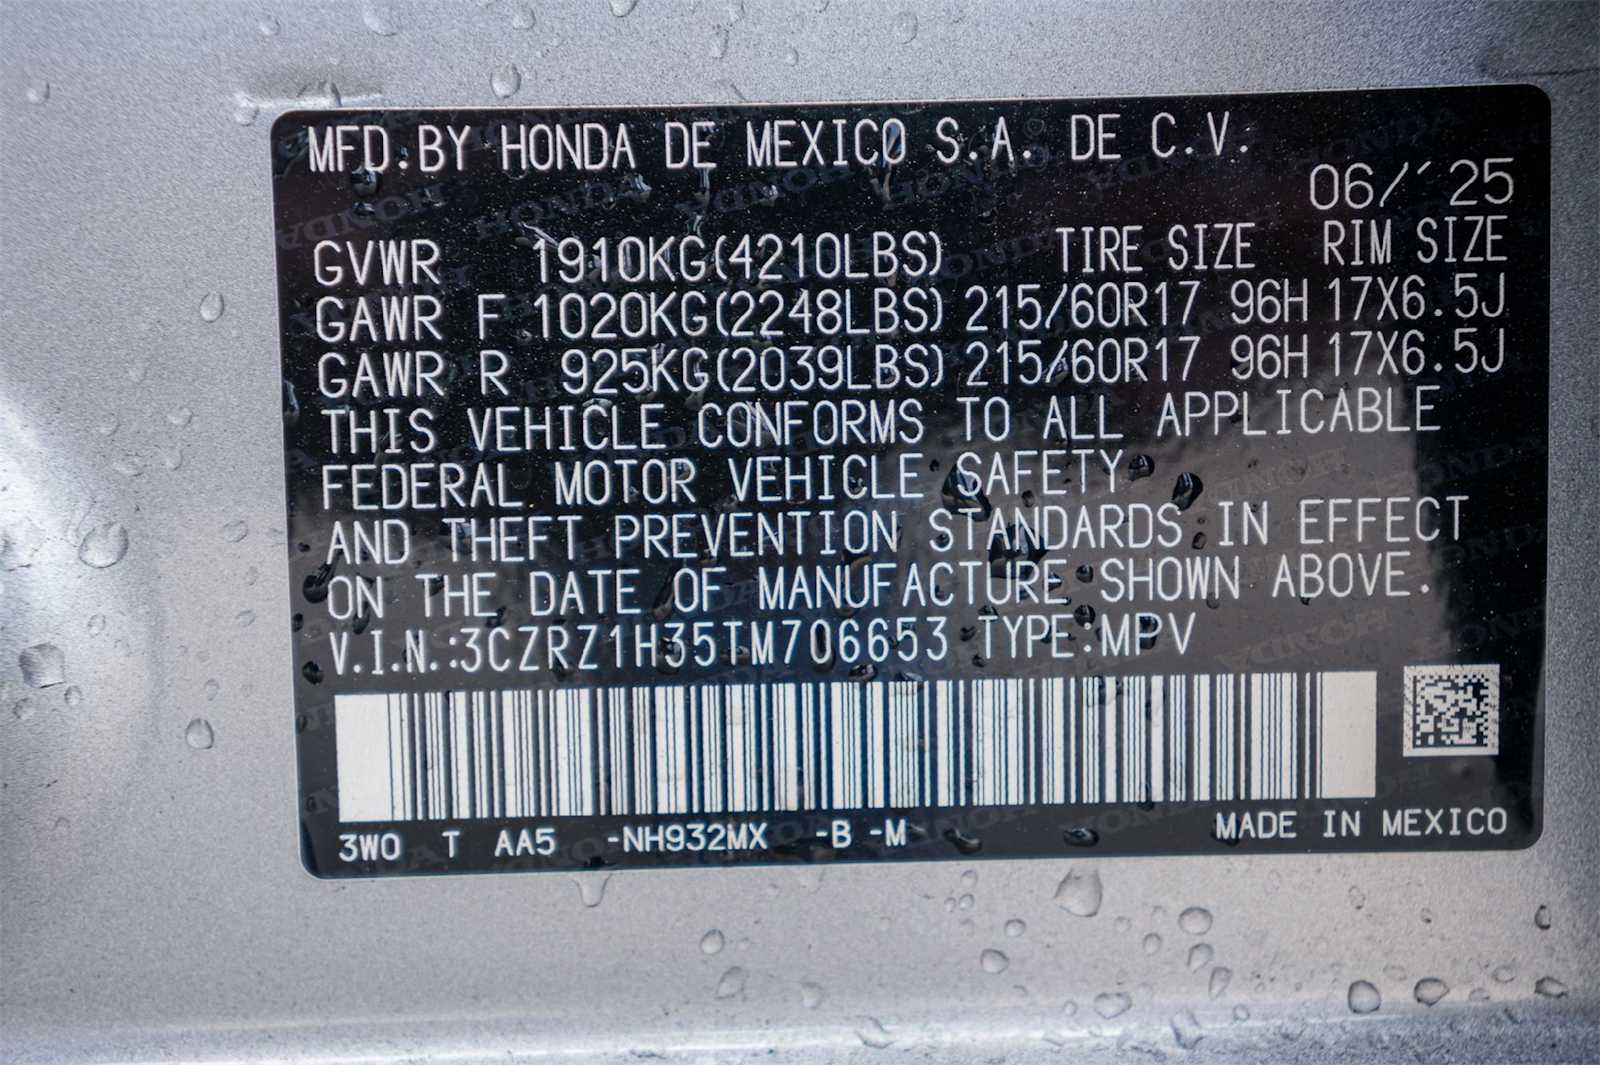 MFD.BY HONDA DE MEXICO S.A. DE C.V.
06/'25
GVWR 1910KG(4210LBS) TIRE SIZE RIM SIZE
GAWR F 1020KG(2248LBS) 215/60R17 96H 17X6.5J
GAWR R 925KG(2039LBS) 215/60R17 96H 17X6.5J
THIS VEHICLE CONFORMS TO ALL APPLICABLE
FEDERAL MOTOR VEHICLE SAFETY
AND THEFT PREVENTION STANDARDS IN EFFECT
ON THE DATE OF MANUFACTURE SHOWN ABOVE.
V.I.N.:3CZRZ1H35TM706653 TYPE:MPV
3W0 T AA5 -NH932MX -B -M MADE IN MEXICO